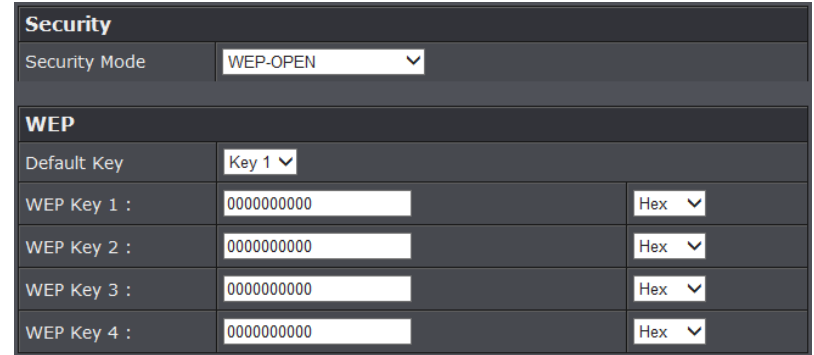 Security
Security Mode WEP-OPEN
WEP
Default Key Key 1
WEP Key 1 : 0000000000 Hex
WEP Key 2 : 0000000000 Hex
WEP Key 3 : 0000000000 Hex
WEP Key 4 : 0000000000 Hex